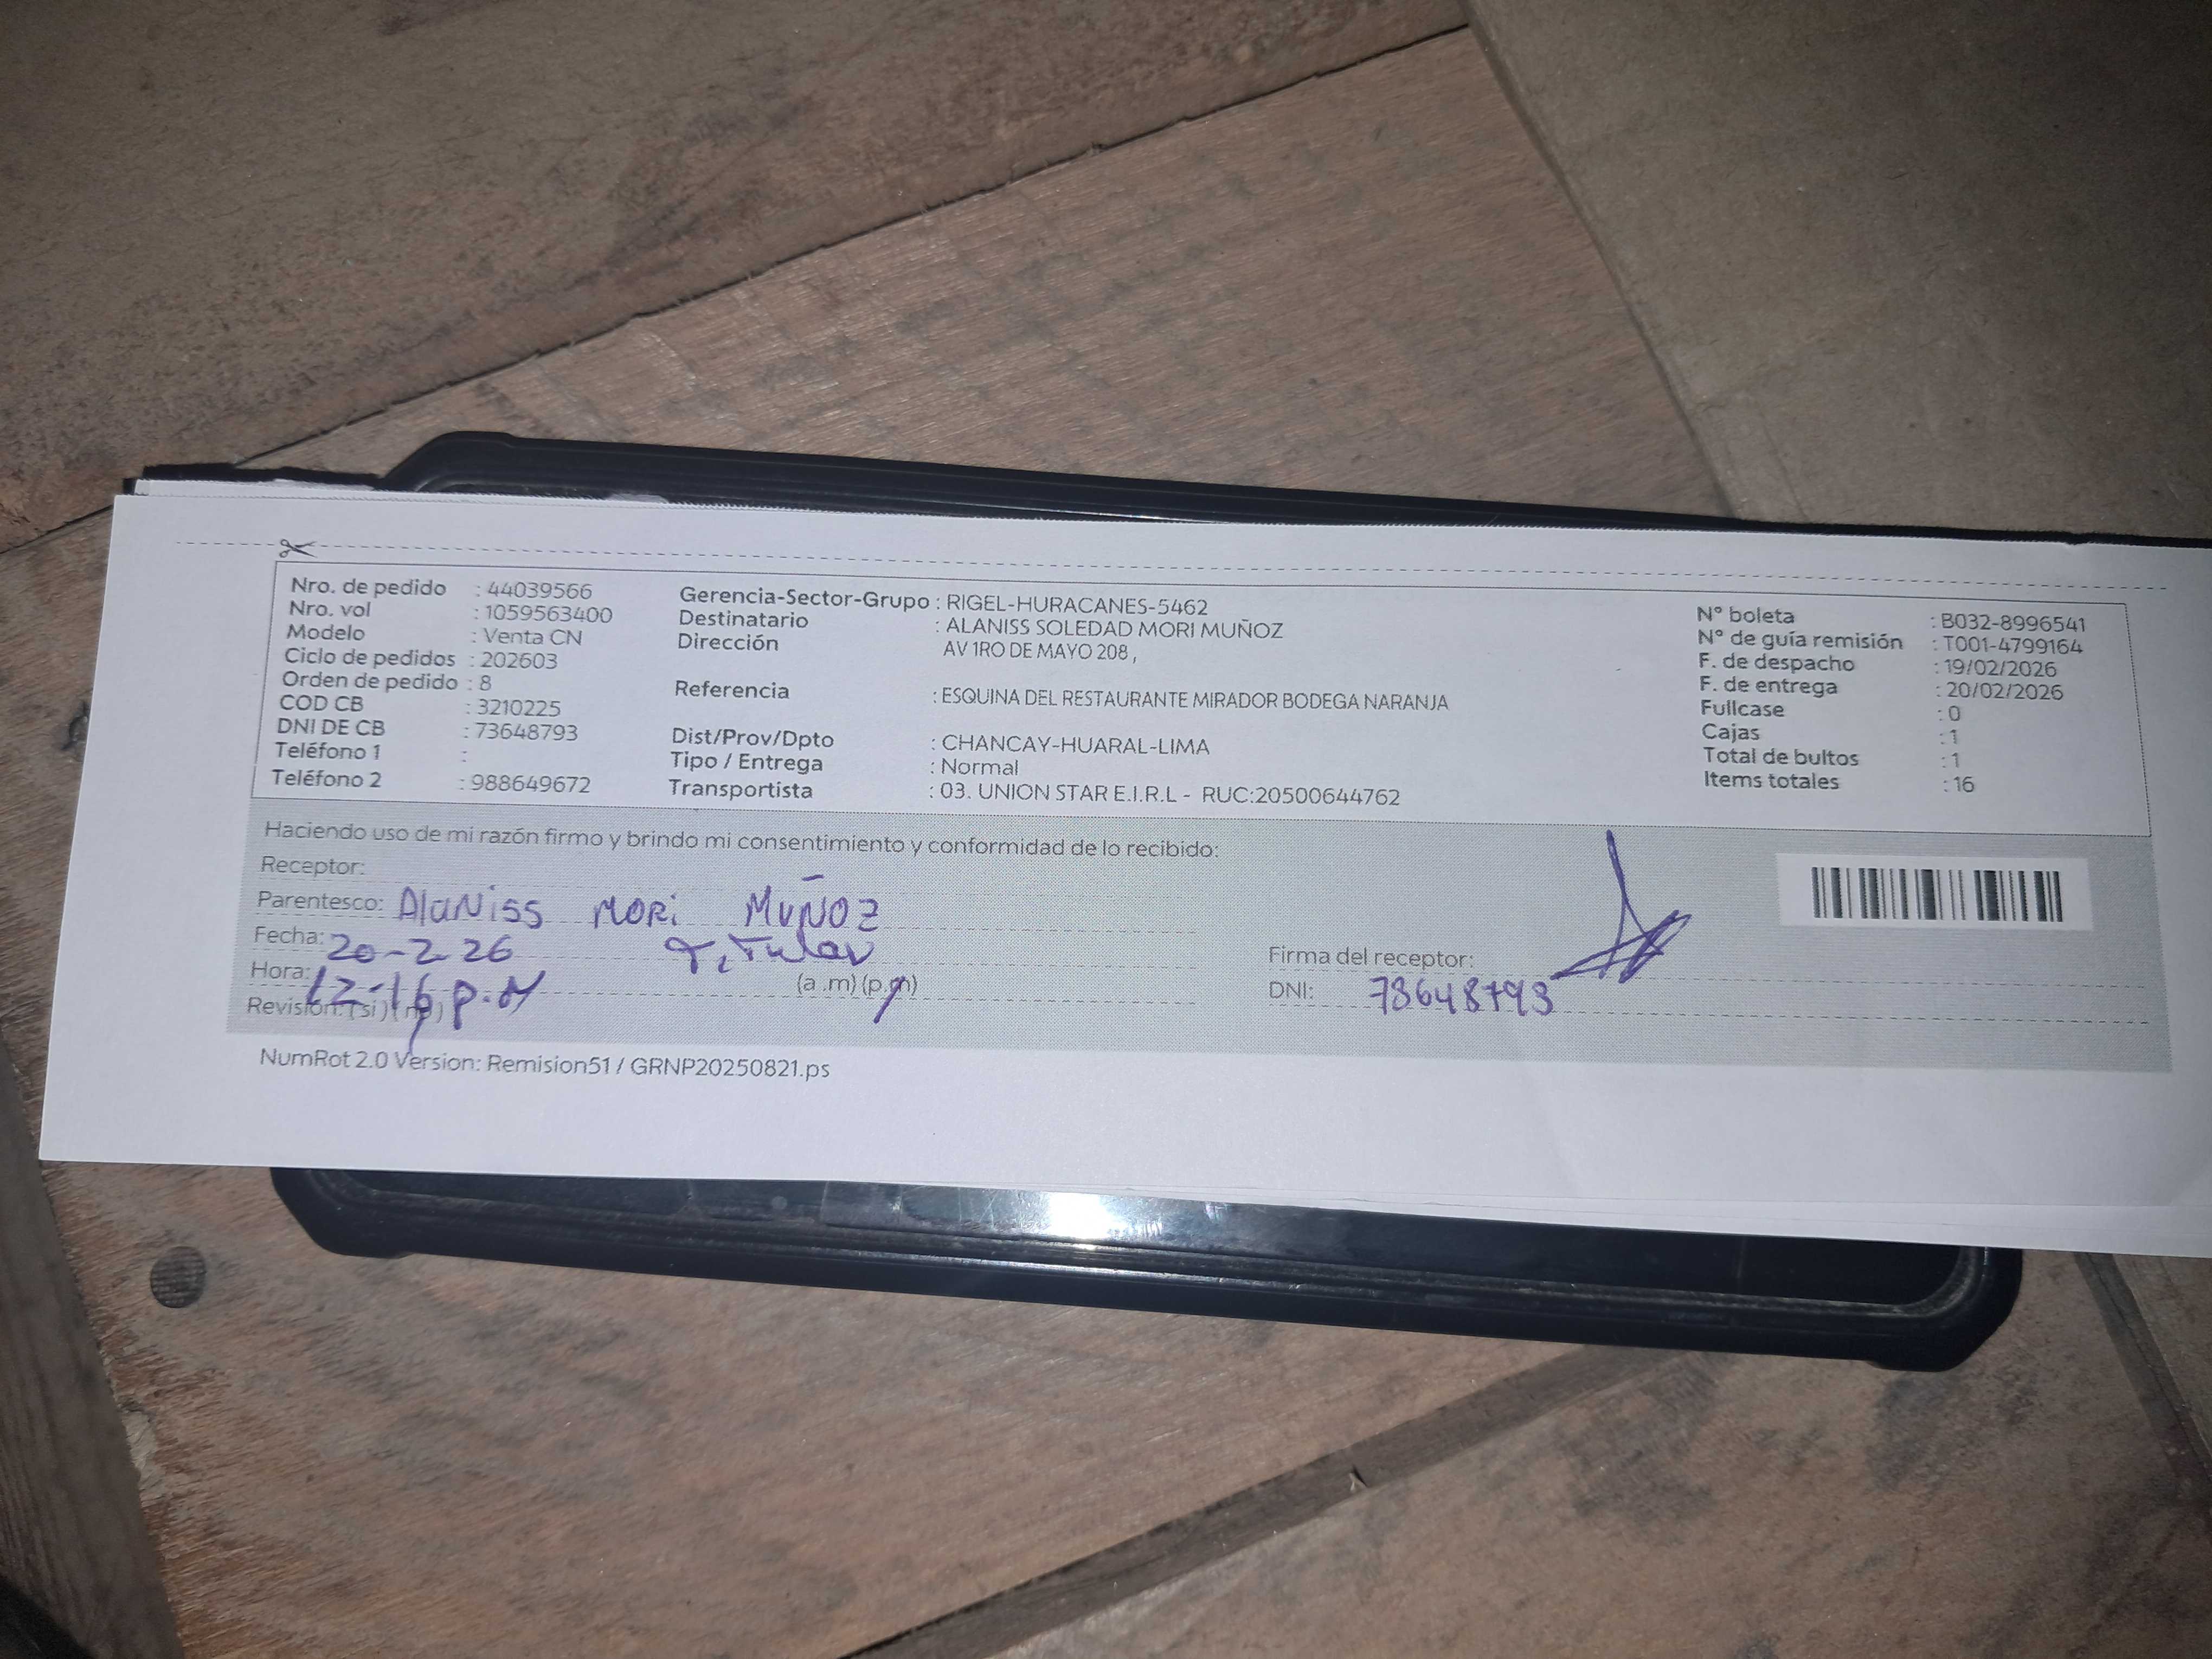 Nro. de pedido : 44039566
Nro. vol : 1059563400
Modelo : Venta CN
Ciclo de pedidos : 202603
Orden de pedido : 8
COD CB : 3210225
DNI DE CB : 73648793
Teléfono 1 :
Teléfono 2 : 988649672
Gerencia-Sector-Grupo : RIGEL-HURACANES-5462
Destinatario : ALANISS SOLEDAD MORI MUÑOZ
Dirección AV 1RO DE MAYO 208 ,
Referencia : ESQUINA DEL RESTAURANTE MIRADOR BODEGA NARANJA
Dist/Prov/Dpto : CHANCAY-HUARAL-LIMA
Tipo / Entrega : Normal
Transportista : 03. UNION STAR E.I.R.L - RUC:20500644762
N° boleta : B032-8996541
N° de guía remisión : T001-4799164
F. de despacho : 19/02/2026
F. de entrega : 20/02/2026
Fullcase : 0
Cajas : 1
Total de bultos : 1
Items totales : 16
Haciendo uso de mi razón firmo y brindo mi consentimiento y conformidad de lo recibido:
Receptor:
Parentesco: Alaniss MORi MUÑOZ
Fecha: 20-2-26 Titular
Hora: 12-16 p.M (a .m) (p.m)
Revisión: (si) (no)
Firma del receptor:
DNI: 73648793
NumRot 2.0 Version: Remision51 / GRNP20250821.ps